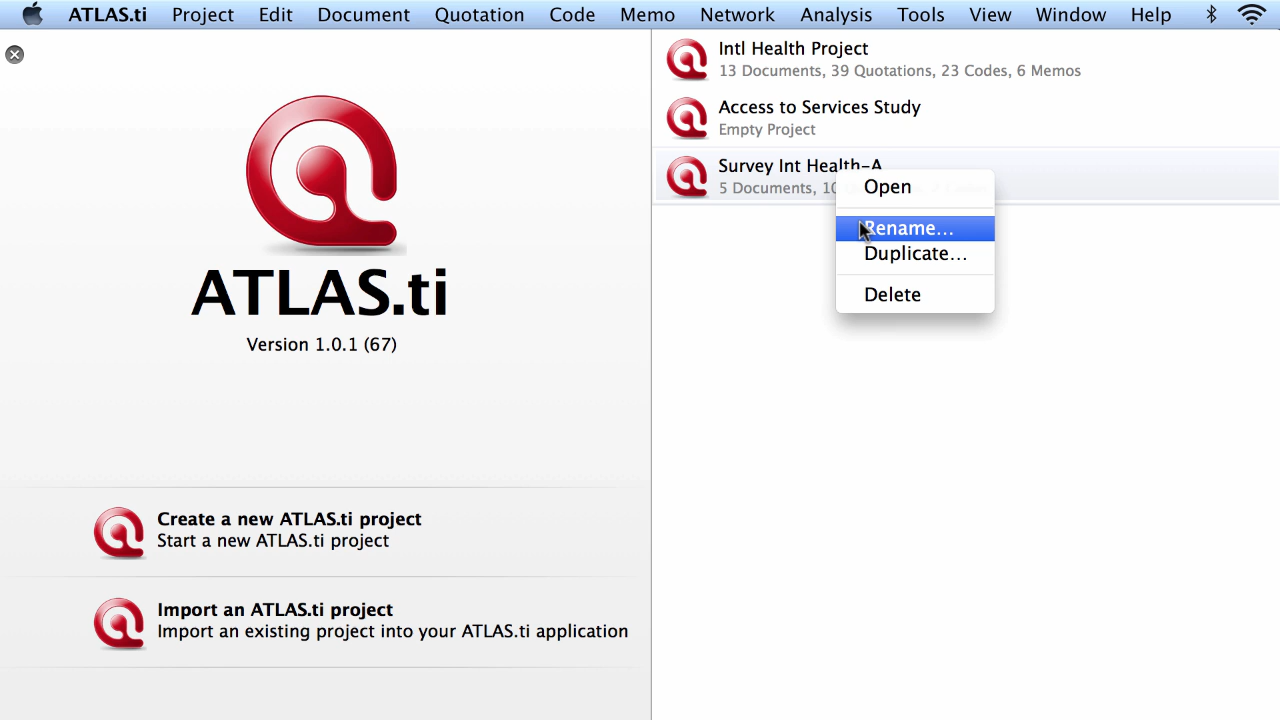 ATLAS.ti Project Edit Document Quotation Code Memo Network Analysis Tools View Window Help
ATLAS.ti
Version 1.0.1 (67)
Create a new ATLAS.ti project
Start a new ATLAS.ti project
Import an ATLAS.ti project
Import an existing project into your ATLAS.ti application
Intl Health Project
13 Documents, 39 Quotations, 23 Codes, 6 Memos
Access to Services Study
Empty Project
Survey Int Health-A
5 Documents,
Open
Rename...
Duplicate...
Delete